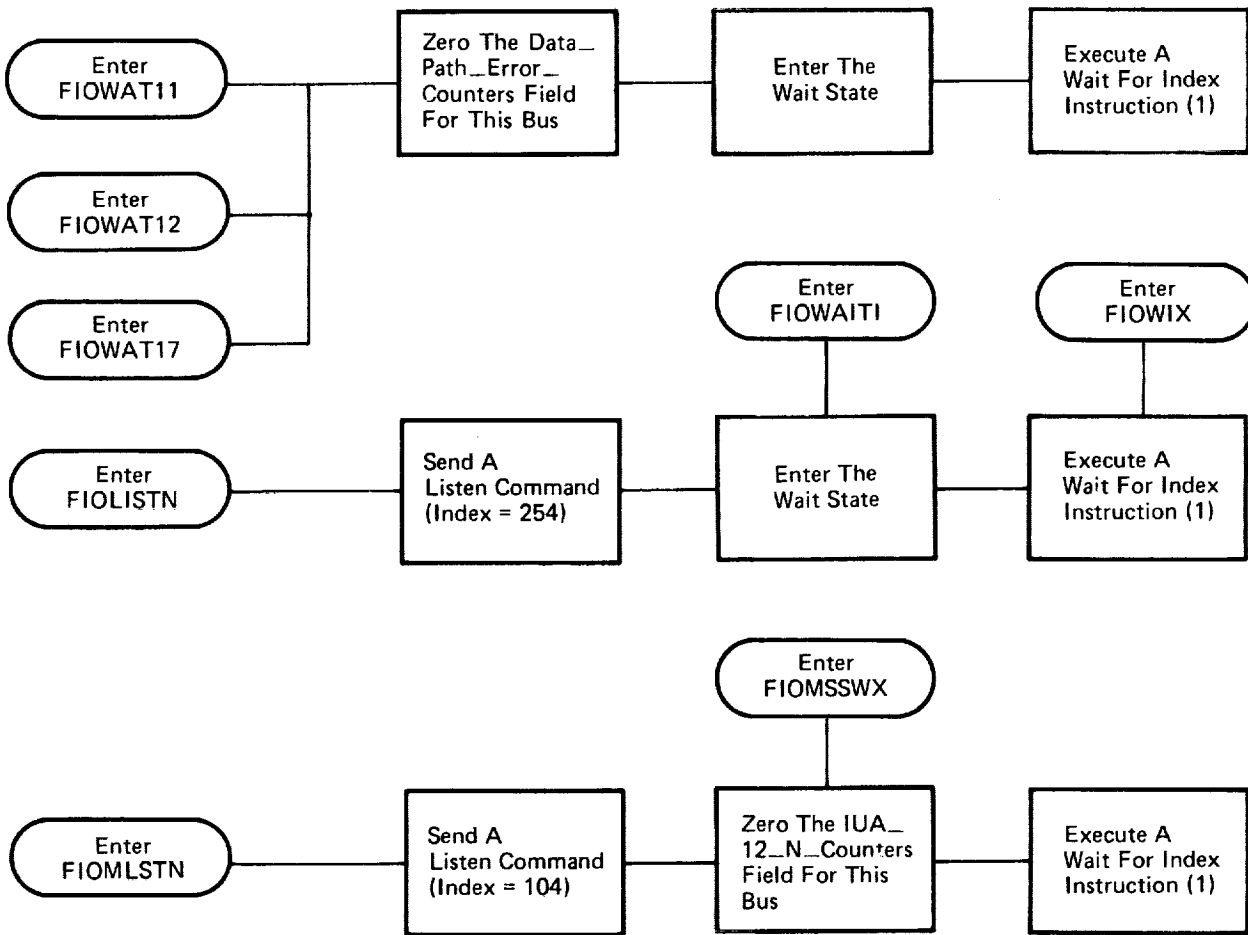 Enter
FIOWAT11
Zero The Data_
Path_Error_
Counters Field
For This Bus
Enter The
Wait State
Execute A
Wait For Index
Instruction (1)
Enter
FIOWAT12
Enter
FIOWAT17
Enter
FIOWAITI
Enter
FIOWIX
Enter
FIOLISTN
Send A
Listen Command
(Index = 254)
Enter The
Wait State
Execute A
Wait For Index
Instruction (1)
Enter
FIOMSSWX
Enter
FIOMLSTN
Send A
Listen Command
(Index = 104)
Zero The IUA_
12_N_Counters
Field For This
Bus
Execute A
Wait For Index
Instruction (1)